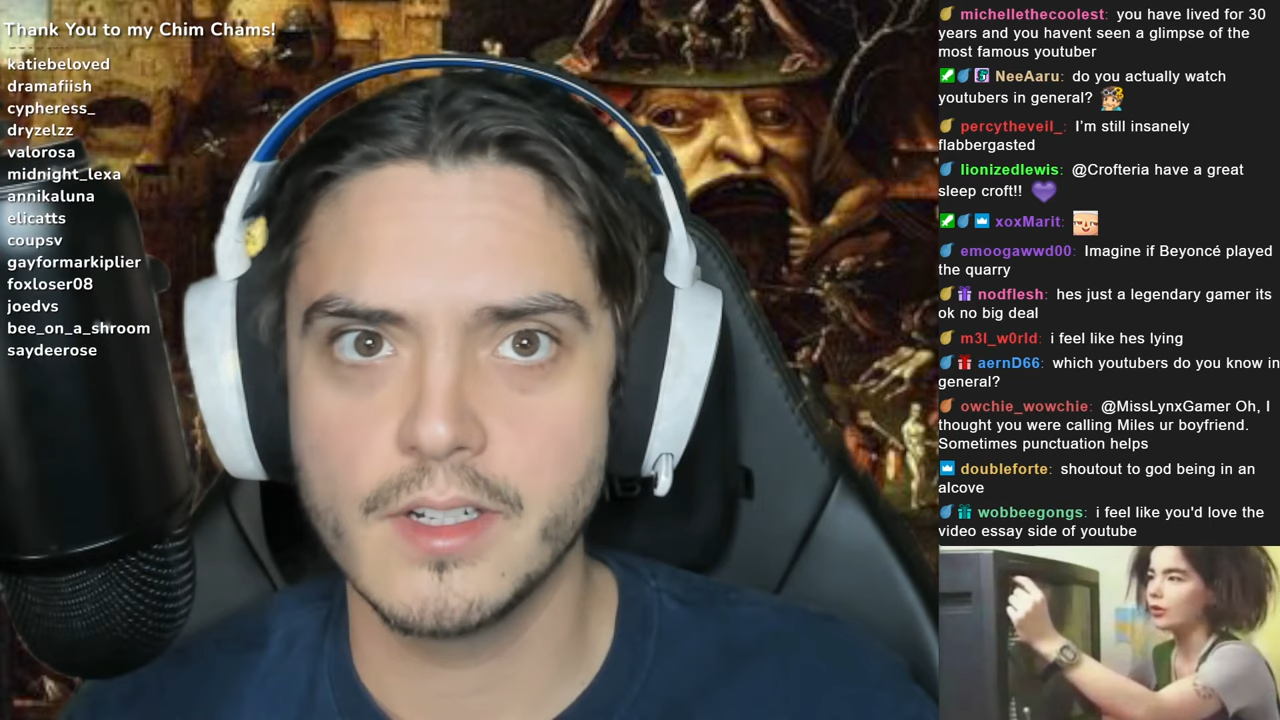 Thank You to my Chim Chams!
katiebeloved
dramafiish
cypheress_
dryzelzz
valorosa
midnight_lexa
annikaluna
elicatts
coupsv
gayformarkiplier
foxloser08
joedvs
bee_on_a_shroom
saydeerose
michellethecoolest: you have lived for 30
years and you havent seen a glimpse of the
most famous youtuber
NeeAaru: do you actually watch
youtubers in general?
percytheveil_: I'm still insanely
flabbergasted
lionizedlewis: @Crofteria have a great
sleep croft!!
xoxMarit:
emoogawwd00: Imagine if Beyoncé played
the quarry
nodflesh: hes just a legendary gamer its
ok no big deal
m3l_w0rld: i feel like hes lying
aernD66: which youtubers do you know in
general?
owchie_wowchie: @MissLynxGamer Oh, I
thought you were calling Miles ur boyfriend.
Sometimes punctuation helps
doubleforte: shoutout to god being in an
alcove
wobbeegongs: i feel like you'd love the
video essay side of youtube